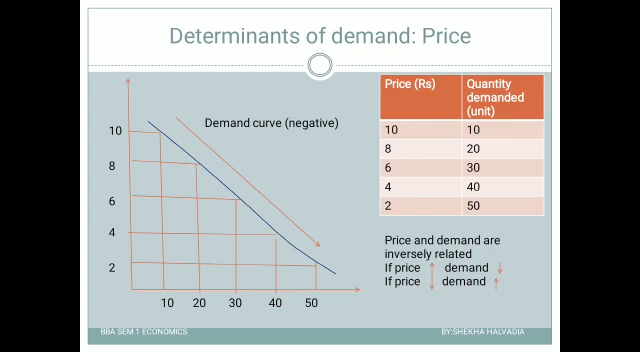 Determinants of demand: Price
Demand curve (negative)
10
8
6
4
2
10 20 30 40 50
Price (Rs) Quantity demanded (unit)
10 10
8 20
6 30
4 40
2 50
Price and demand are
inversely related
If price ↑ demand ↓
If price ↓ demand ↑
BBA SEM 1 ECONOMICS
BY:SHEKHA HALVADIA